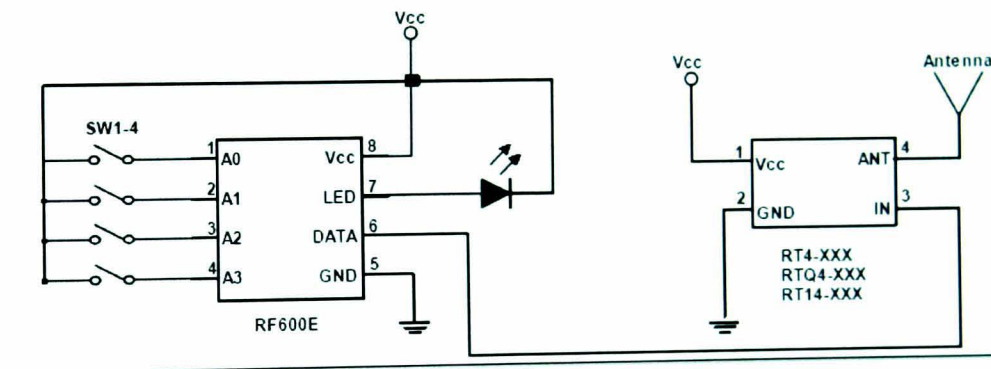 Vcc
SW1-4
1 A0
2 A1
3 A2
4 A3
Vcc 8
LED 7
DATA 6
GND 5
RF600E
Vcc
Antenna
1 Vcc
2 GND
ANT 4
IN 3
RT4-XXX
RTQ4-XXX
RT14-XXX